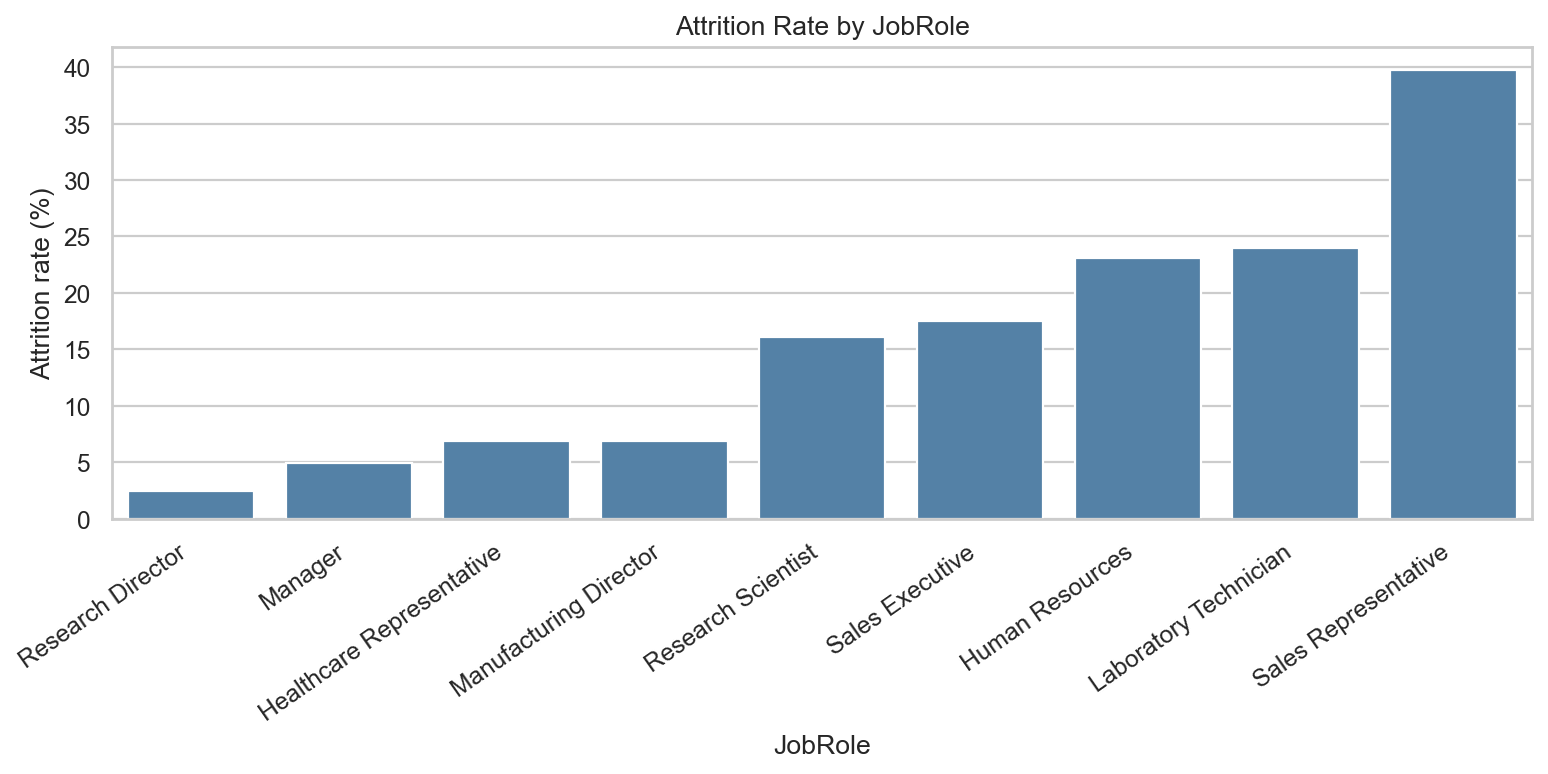 Attrition Rate by JobRole
Attrition rate (%)
40
35
30
25
20
15
10
5
0
Research Director
Manager
Healthcare Representative
Manufacturing Director
Research Scientist
Sales Executive
Human Resources
Laboratory Technician
Sales Representative
JobRole